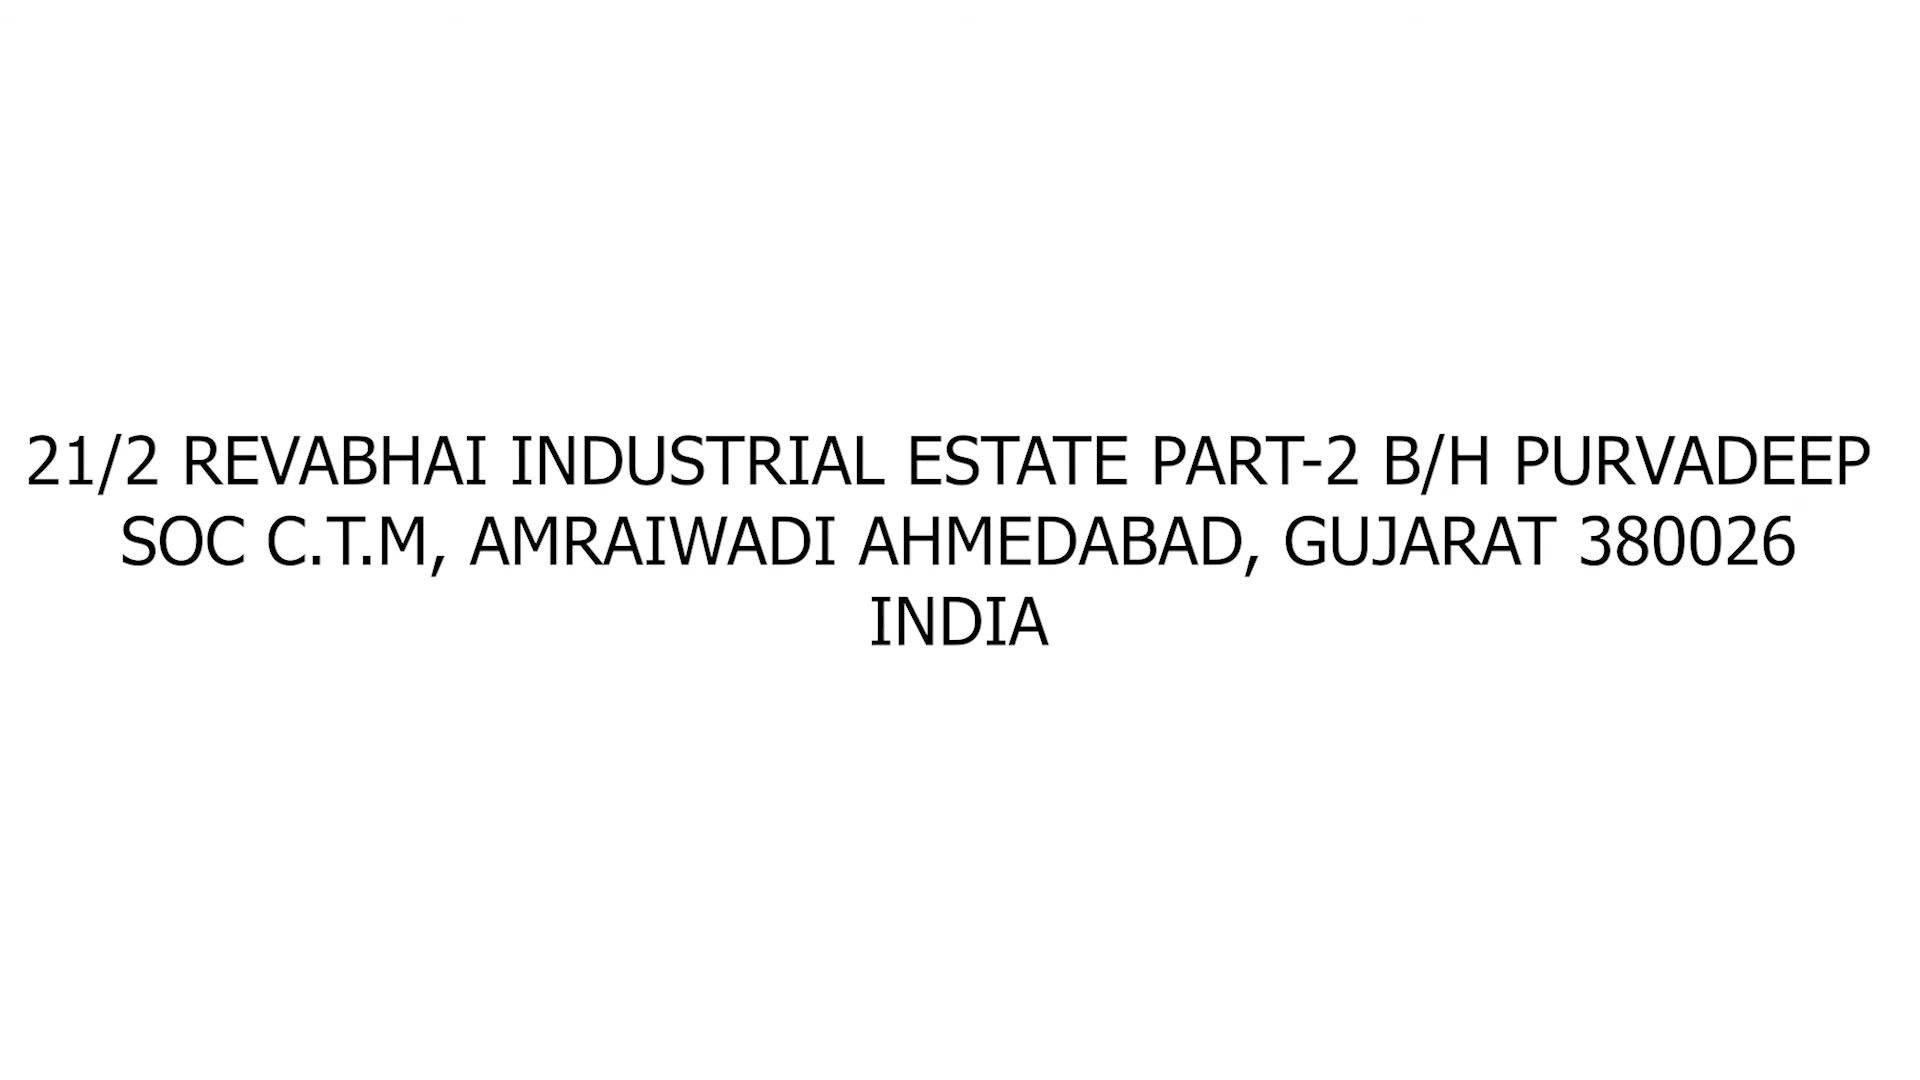 21/2 REVABHAI INDUSTRIAL ESTATE PART-2 B/H PURVADEEP
SOC C.T.M, AMRAIWADI AHMEDABAD, GUJARAT 380026
INDIA